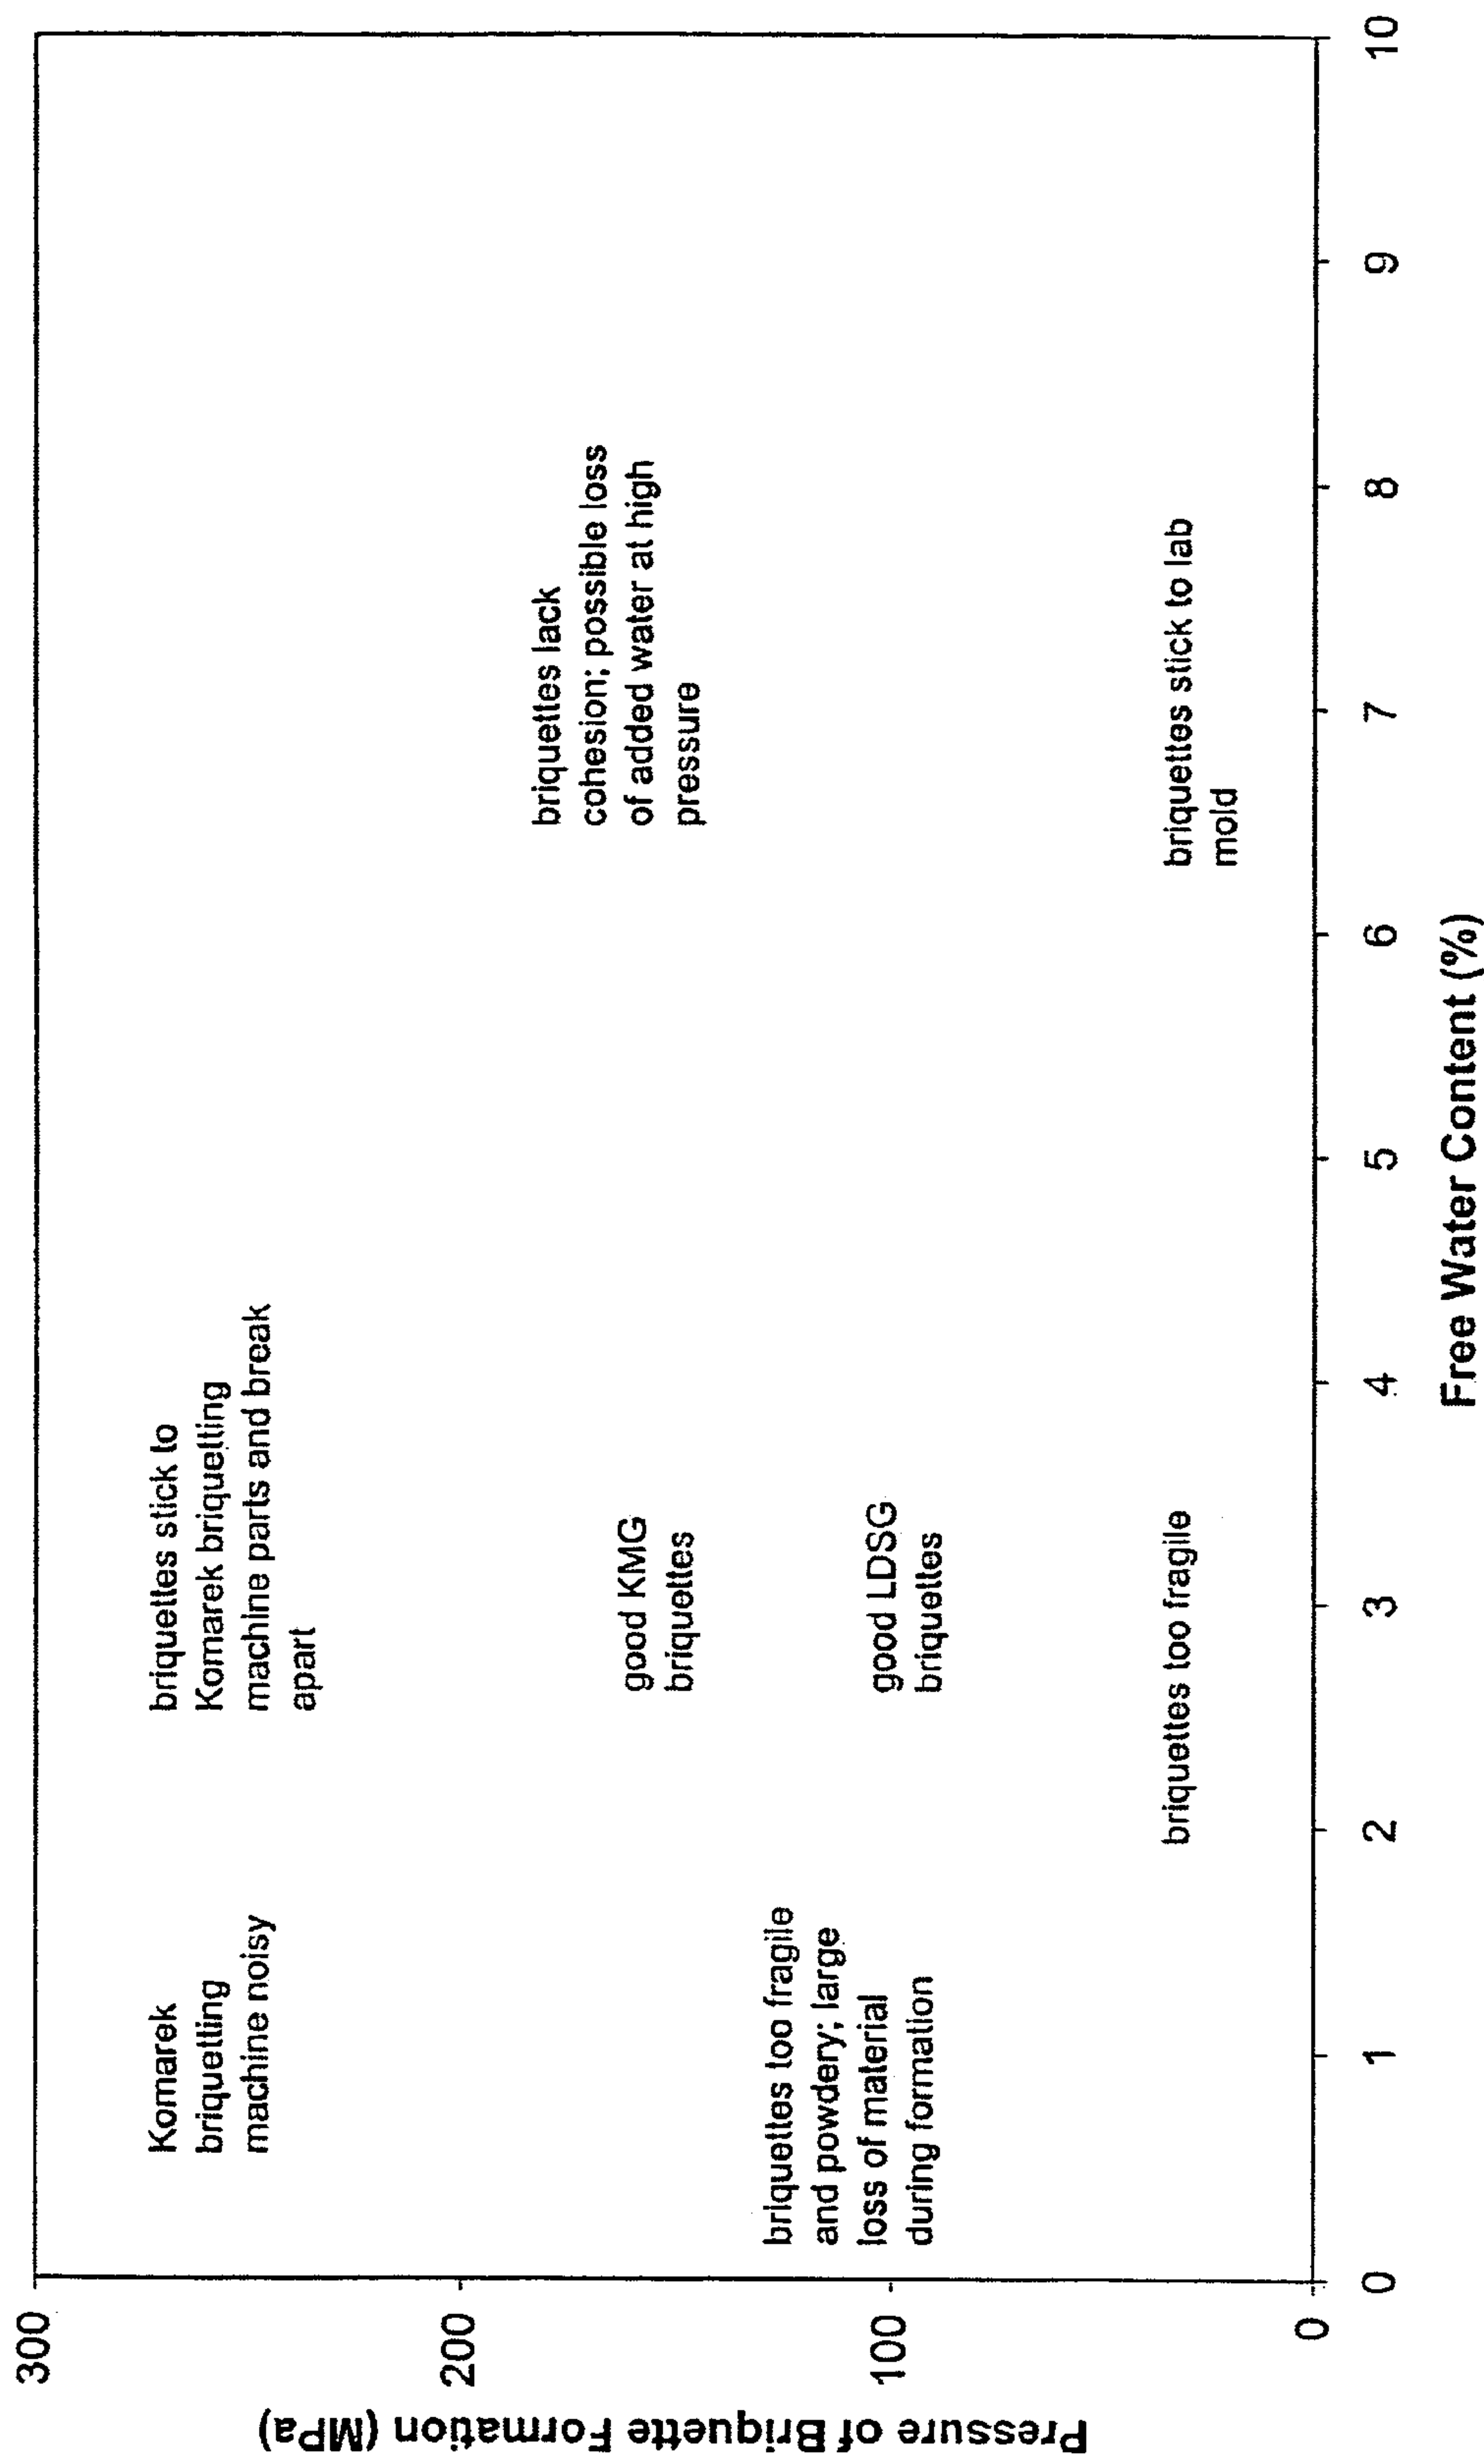 300
200
100
0
Pressure of Briquette Formation (MPa)
Komarek
briquetting
machine noisy
briquettes stick to
Komarek briquetting
machine parts and break
apart
briquettes lack
cohesion; possible loss
of added water at high
pressure
good KMG
briquettes
briquettes too fragile
and powdery; large
loss of material
during formation
good LDSG
briquettes
briquettes too fragile
briquettes stick to lab
mold
0 1 2 3 4 5 6 7 8 9 10
Free Water Content (%)